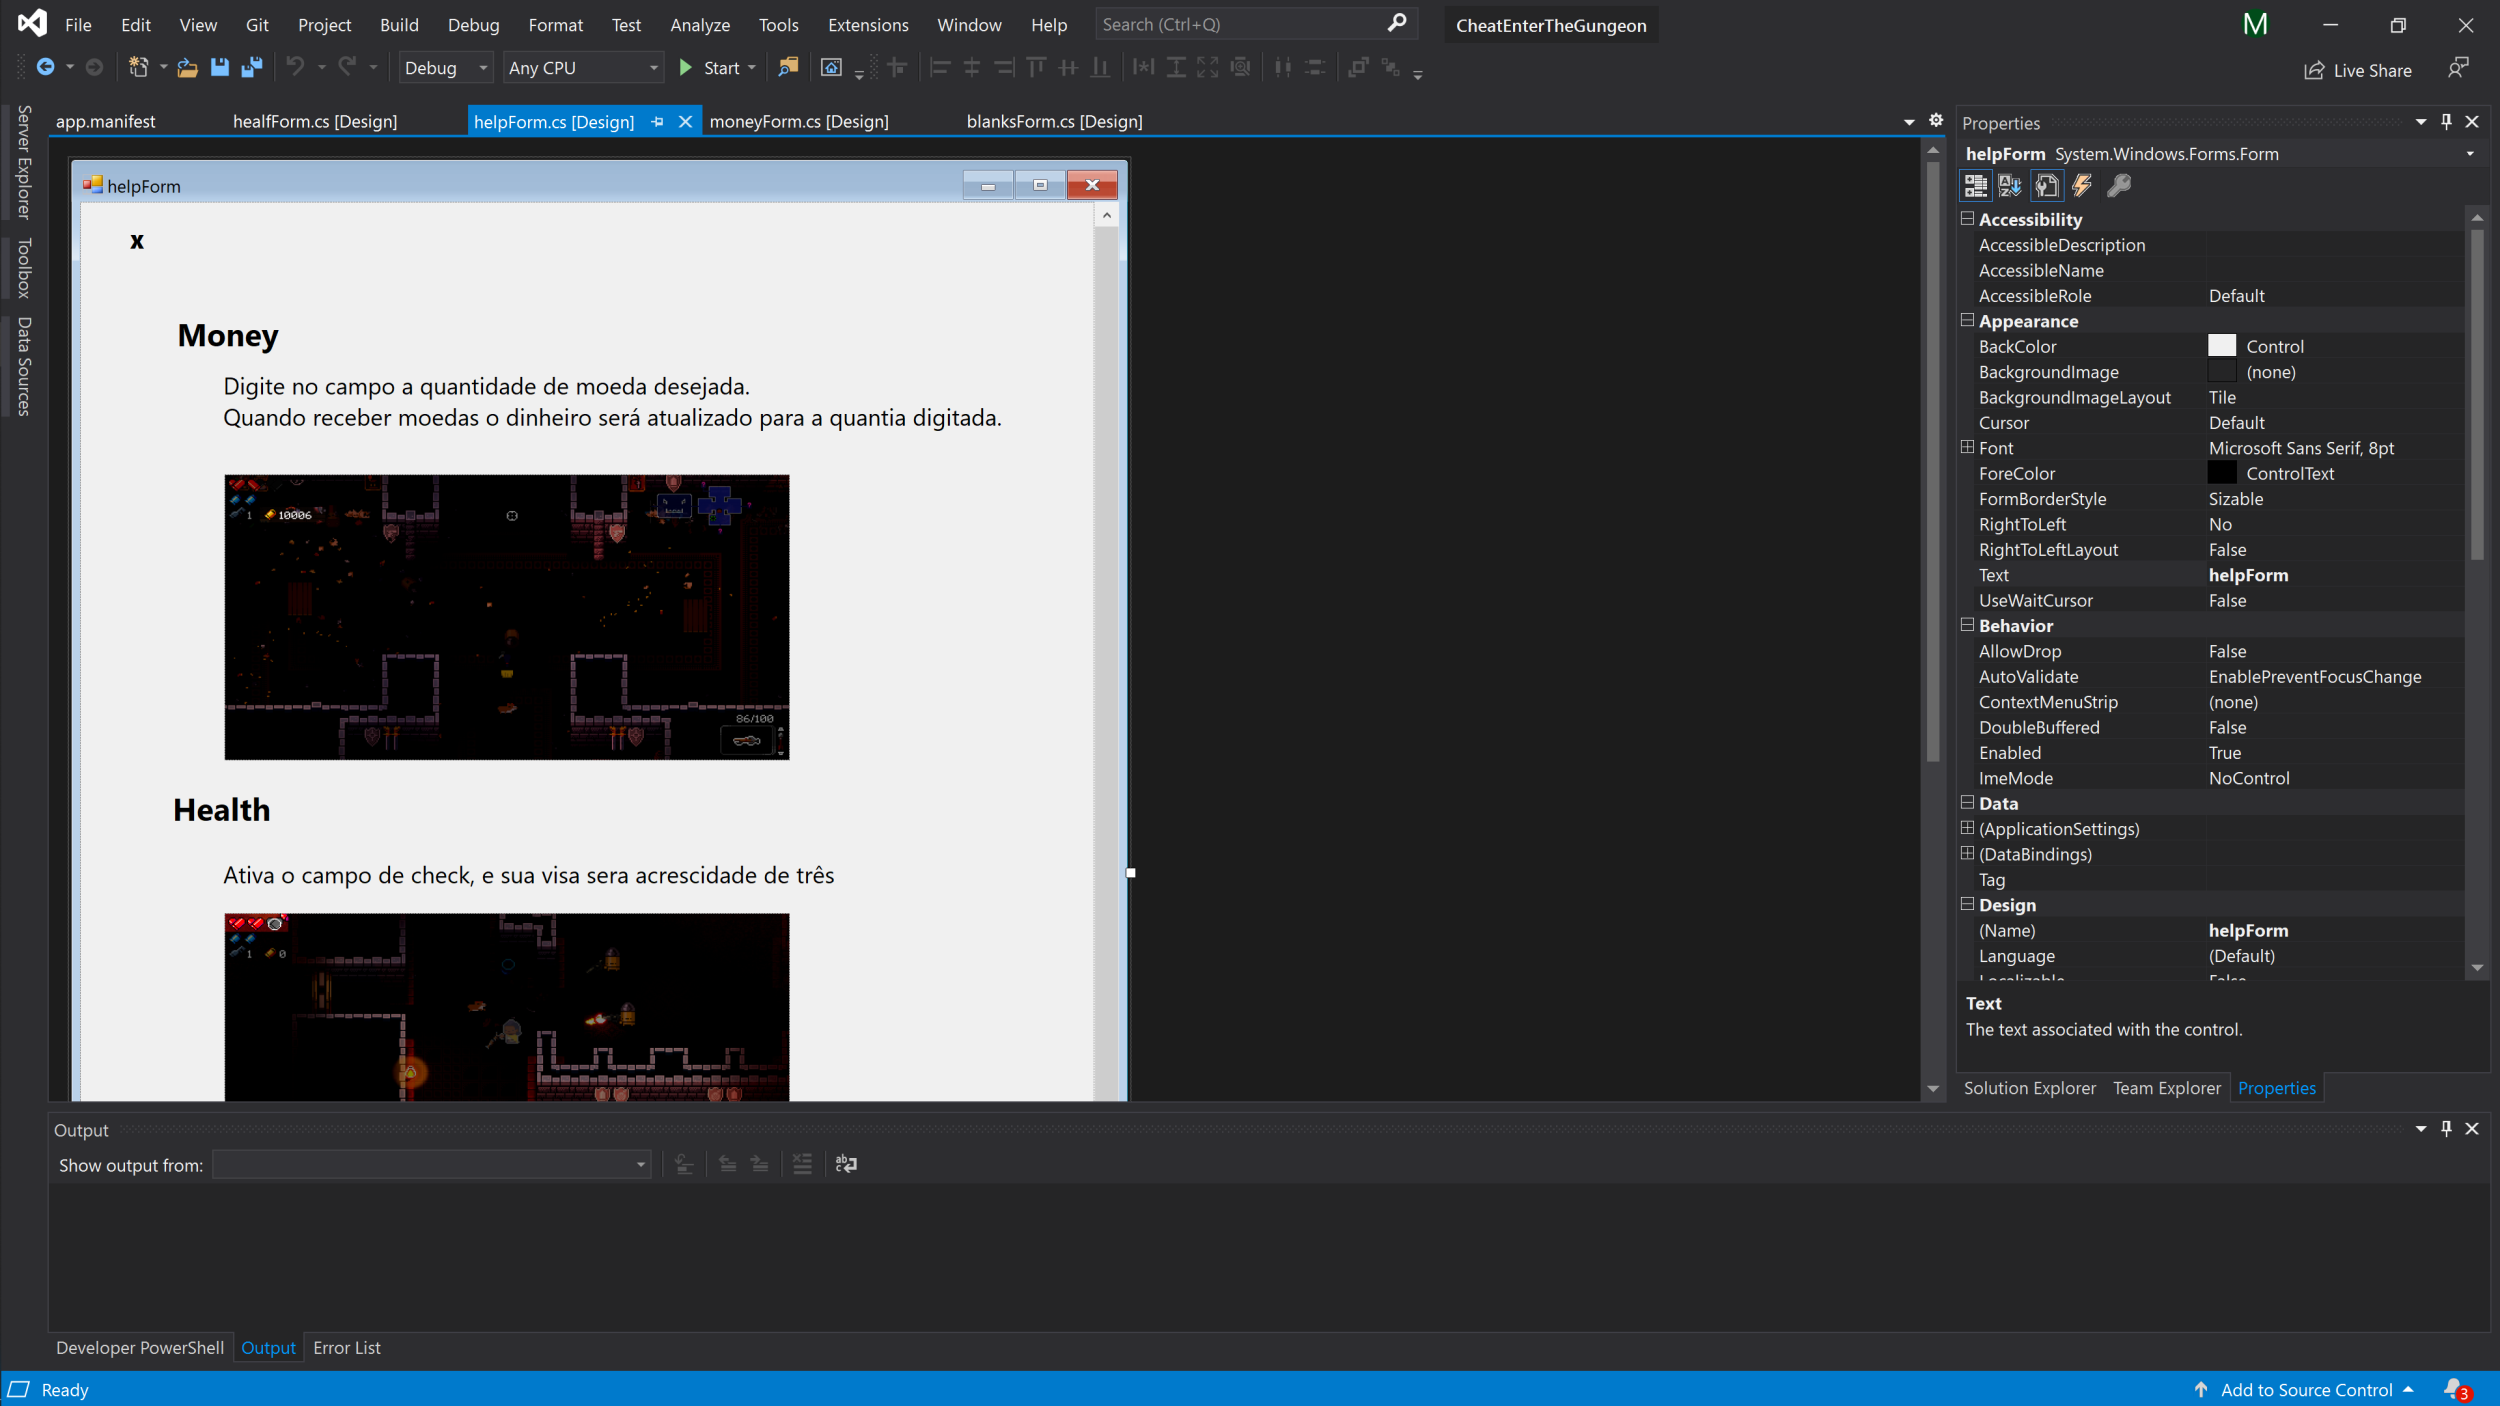 File Edit View Git Project Build Debug Format Test Analyze Tools Extensions Window Help Search (Ctrl+Q) CheatEnterTheGungeon M
Debug Any CPU Start Live Share
Server Explorer
Toolbox
Data Sources
app.manifest healfForm.cs [Design] helpForm.cs [Design] moneyForm.cs [Design] blanksForm.cs [Design]
helpForm
x
Money
Digite no campo a quantidade de moeda desejada.
Quando receber moedas o dinheiro será atualizado para a quantia digitada.
1 10006
86/100
Health
Ativa o campo de check, e sua visa sera acrescidade de três
1 0
Properties
helpForm System.Windows.Forms.Form
Accessibility
AccessibleDescription
AccessibleName
AccessibleRole Default
Appearance
BackColor Control
BackgroundImage (none)
BackgroundImageLayout Tile
Cursor Default
Font Microsoft Sans Serif, 8pt
ForeColor ControlText
FormBorderStyle Sizable
RightToLeft No
RightToLeftLayout False
Text helpForm
UseWaitCursor False
Behavior
AllowDrop False
AutoValidate EnablePreventFocusChange
ContextMenuStrip (none)
DoubleBuffered False
Enabled True
ImeMode NoControl
Data
(ApplicationSettings)
(DataBindings)
Tag
Design
(Name) helpForm
Language (Default)
Localizable False
Text
The text associated with the control.
Solution Explorer Team Explorer Properties
Output
Show output from:
Developer PowerShell Output Error List
Ready Add to Source Control 3